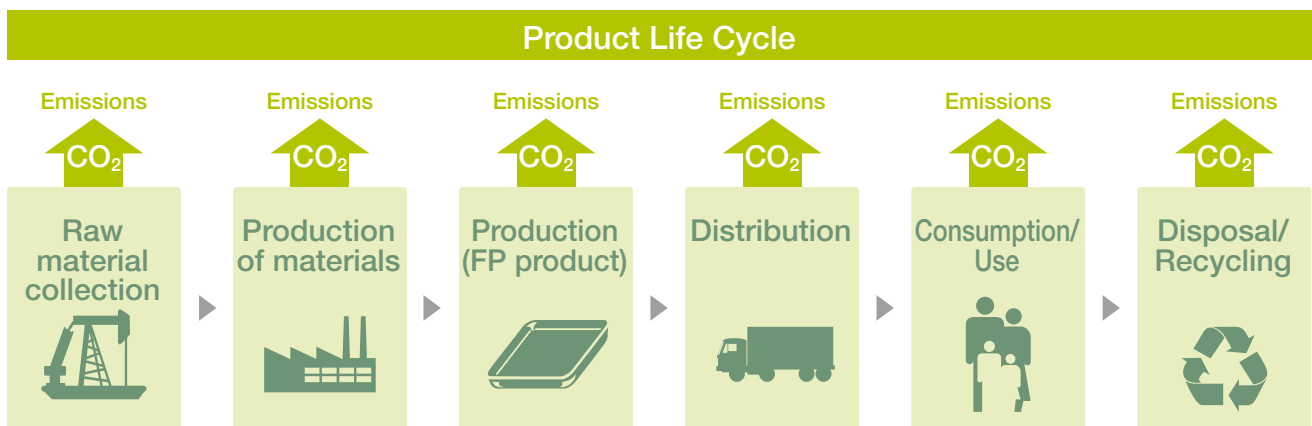 Product Life Cycle
Emissions
CO₂
Raw
material
collection
Emissions
CO₂
Production
of materials
Emissions
CO₂
Production
(FP product)
Emissions
CO₂
Distribution
Emissions
CO₂
Consumption/
Use
Emissions
CO₂
Disposal/
Recycling